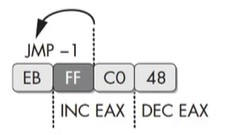 JMP –1
EB FF C0 48
INC EAX DEC EAX